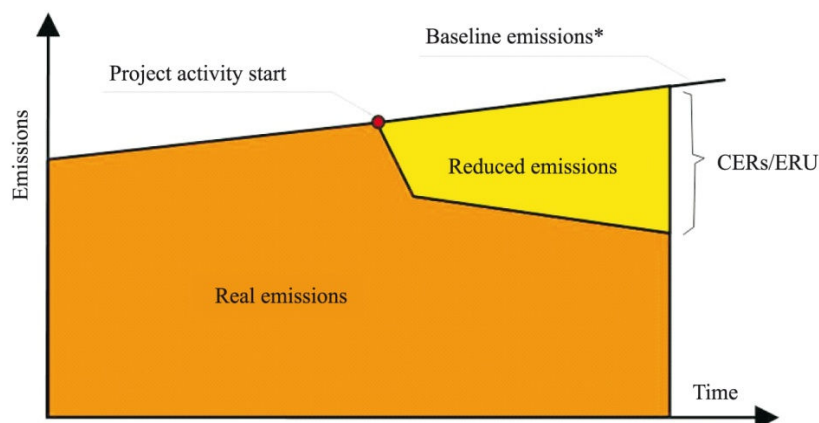 Baseline emissions*
Project activity start
Emissions
Reduced emissions
CERs/ERU
Real emissions
Time